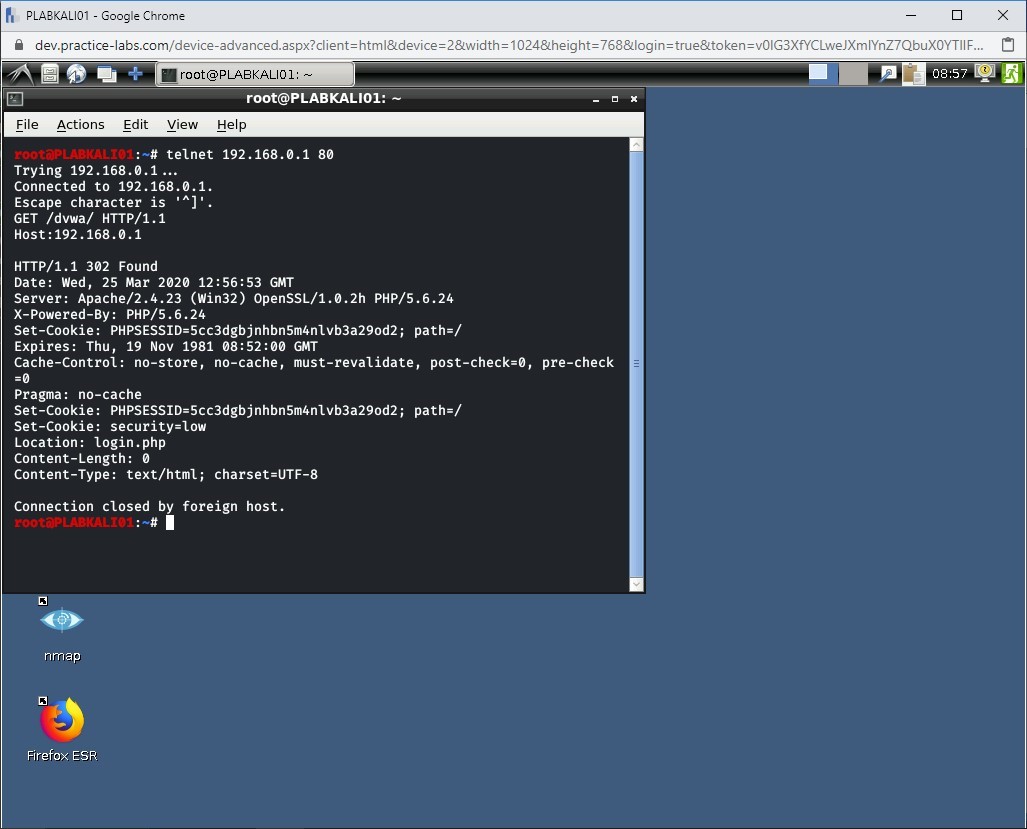 PLABKALI01 - Google Chrome
dev.practice-labs.com/device-advanced.aspx?client=html&device=2&width=1024&height=768&login=true&token=v0IG3XfYCLweJXmlYnZ7QbuX0YTIIF...
root@PLABKALI01: ~
08:57
root@PLABKALI01: ~
File Actions Edit View Help
root@PLABKALI01:~# telnet 192.168.0.1 80
Trying 192.168.0.1...
Connected to 192.168.0.1.
Escape character is '^]'.
GET /dvwa/ HTTP/1.1
Host:192.168.0.1
HTTP/1.1 302 Found
Date: Wed, 25 Mar 2020 12:56:53 GMT
Server: Apache/2.4.23 (Win32) OpenSSL/1.0.2h PHP/5.6.24
X-Powered-By: PHP/5.6.24
Set-Cookie: PHPSESSID=5cc3dgbjnhbn5m4nlvb3a29od2; path=/
Expires: Thu, 19 Nov 1981 08:52:00 GMT
Cache-Control: no-store, no-cache, must-revalidate, post-check=0, pre-check
=0
Pragma: no-cache
Set-Cookie: PHPSESSID=5cc3dgbjnhbn5m4nlvb3a29od2; path=/
Set-Cookie: security=low
Location: login.php
Content-Length: 0
Content-Type: text/html; charset=UTF-8
Connection closed by foreign host.
root@PLABKALI01:~#
nmap
Firefox ESR